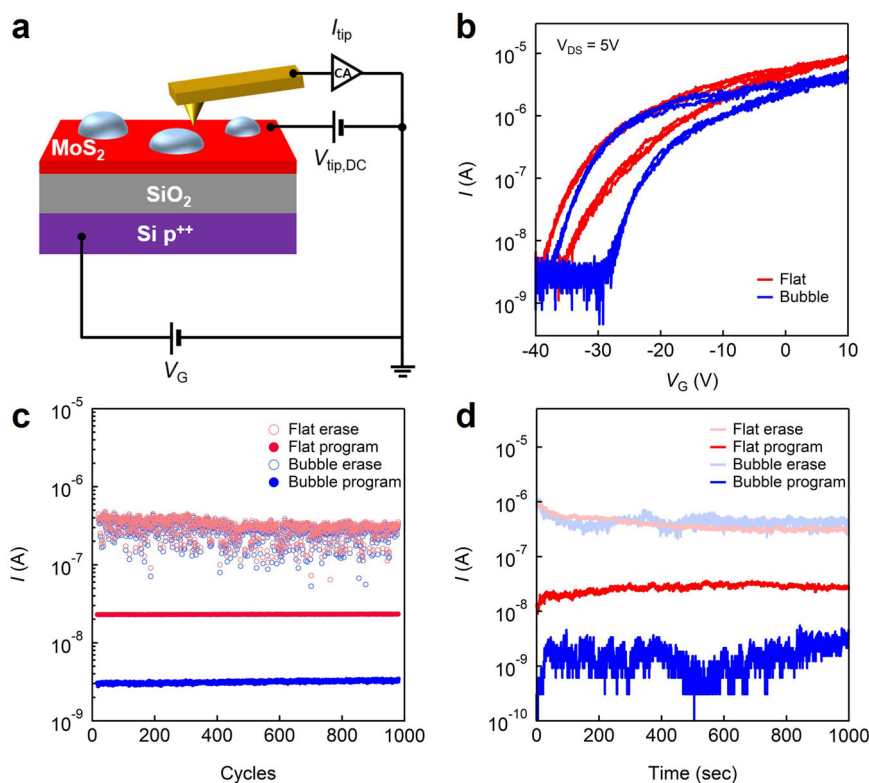 a
I_tip
CA
MoS₂
V_tip,DC
SiO₂
Si p⁺⁺
V_G
b
V_DS = 5V
10⁻⁵
10⁻⁶
10⁻⁷
10⁻⁸
10⁻⁹
I (A)
Flat
Bubble
-40 -30 -20 -10 0 10
V_G (V)
c
10⁻⁵
10⁻⁶
10⁻⁷
10⁻⁸
10⁻⁹
I (A)
Flat erase
Flat program
Bubble erase
Bubble program
0 200 400 600 800 1000
Cycles
d
10⁻⁵
10⁻⁶
10⁻⁷
10⁻⁸
10⁻⁹
10⁻¹⁰
I (A)
Flat erase
Flat program
Bubble erase
Bubble program
0 200 400 600 800 1000
Time (sec)